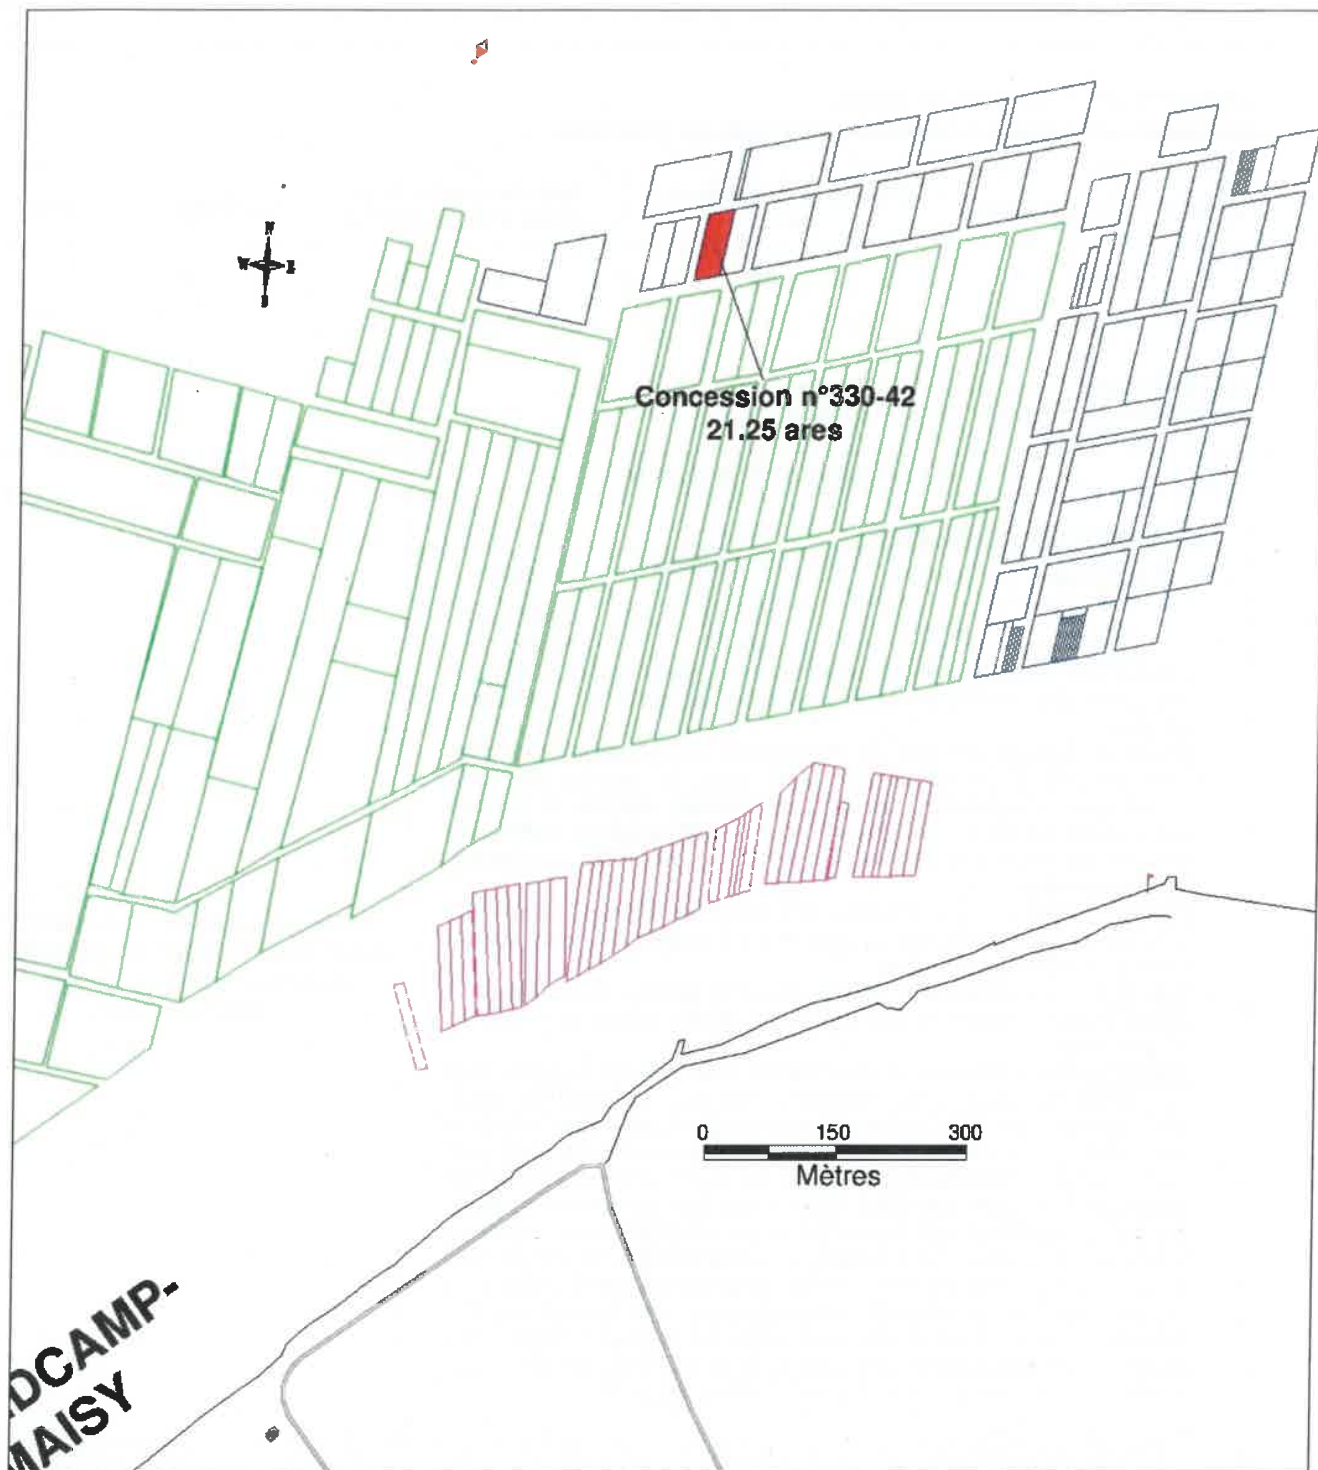 N
W E
S
Concession n°330-42
21.25 ares
0 150 300
Mètres
DCAMP-
MAISY